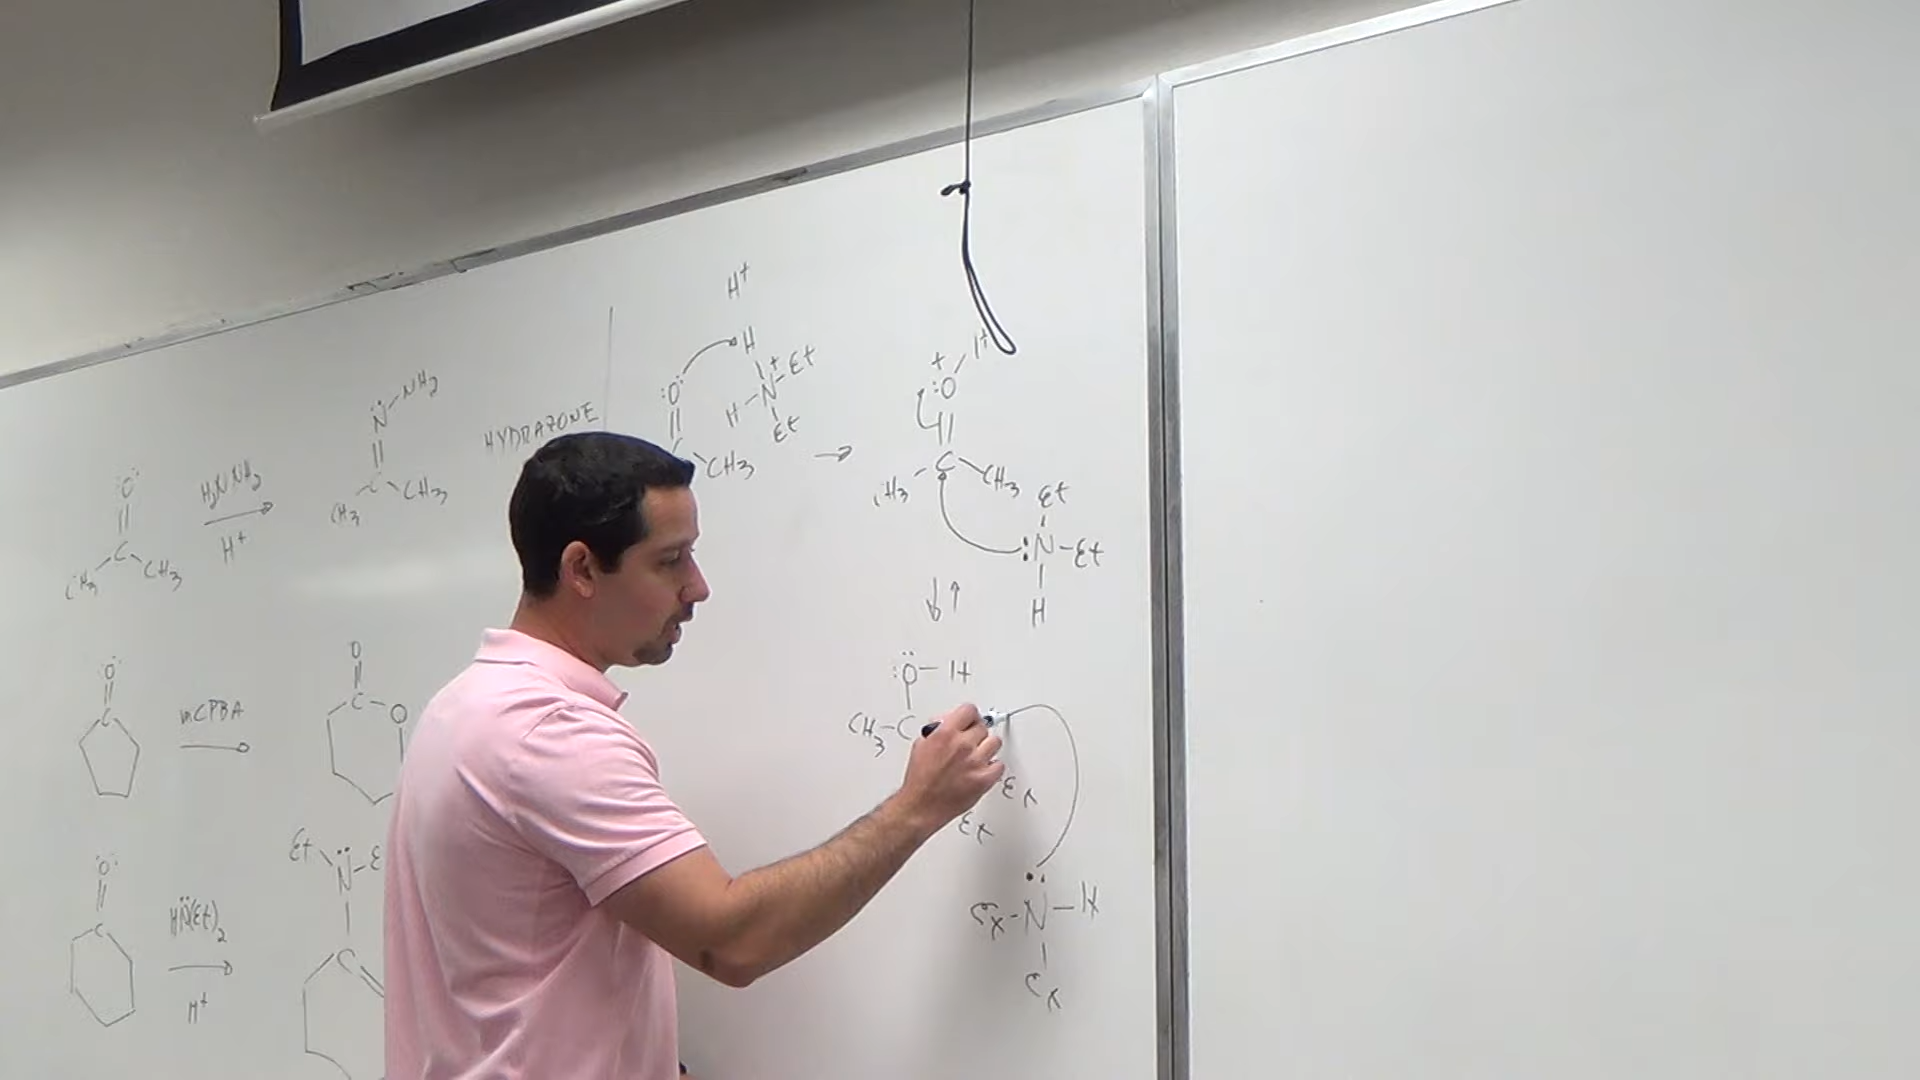 :Ö:
C
CH3 CH3
H2NNH2
H+
N̈-NH2
C
CH3 CH3
HYDRAZONE
:Ö
C
mCPBA
O
C-O
:Ö:
C
HN̈(Et)2
H+
Et N̈-E
C
H+
:Ö: H
H-N+-Et
Et
CH3
+
:O-H
C
CH3 CH3
Et
:N-Et
H
:Ö-H
CH3-C
Et
Et
Et-N̈-H
Et